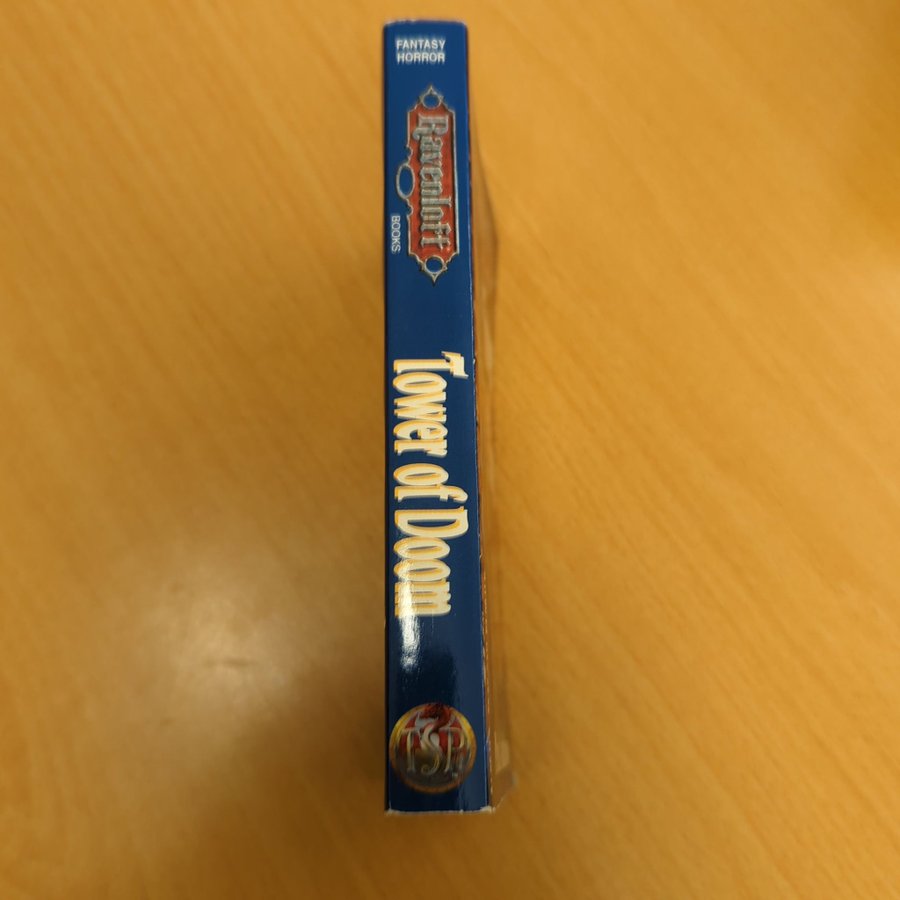 FANTASY
HORROR
Ravenloft
BOOKS
Tower of Doom
TSR